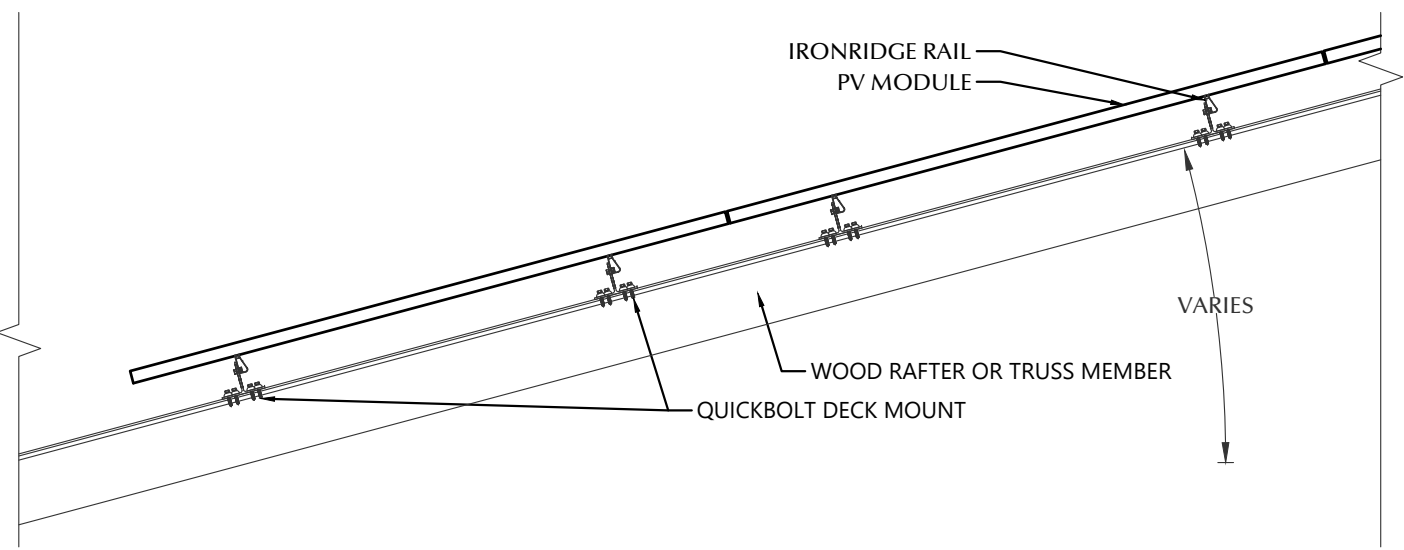 IRONRIDGE RAIL
PV MODULE
VARIES
WOOD RAFTER OR TRUSS MEMBER
QUICKBOLT DECK MOUNT